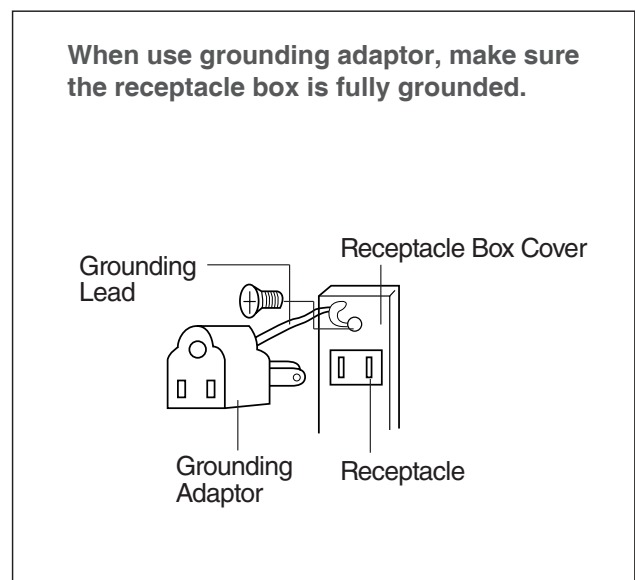 When use grounding adaptor, make sure
the receptacle box is fully grounded.
Receptacle Box Cover
Grounding
Lead
Grounding
Adaptor
Receptacle